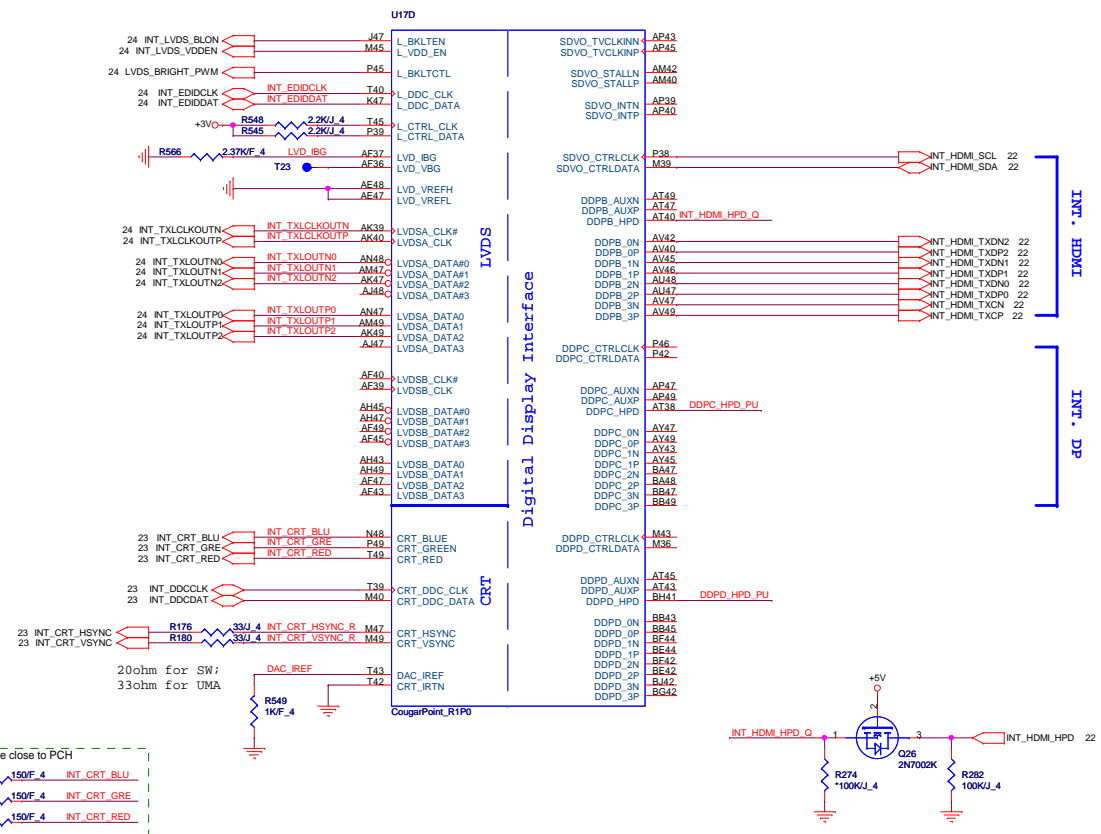 U17D
24 INT_LVDS_BLON J47 L_BKLTEN
24 INT_LVDS_VDDEN M45 L_VDD_EN
24 LVDS_BRIGHT_PWM P45 L_BKLTCTL
24 INT_EDIDCLK INT_EDIDCLK T40 L_DDC_CLK
24 INT_EDIDDAT INT_EDIDDAT K47 L_DDC_DATA
+3V R548 2.2K/J_4 T45 L_CTRL_CLK
R545 2.2K/J_4 P39 L_CTRL_DATA
R566 2.37K/F_4 LVD_IBG AF37 LVD_IBG
T23 AF36 LVD_VBG
AE48 LVD_VREFH
AE47 LVD_VREFL
24 INT_TXLCLKOUTN INT_TXLCLKOUTN AK39 LVDSA_CLK#
24 INT_TXLCLKOUTP INT_TXLCLKOUTP AK40 LVDSA_CLK
24 INT_TXLOUTN0 INT_TXLOUTN0 AN48 LVDSA_DATA#0
24 INT_TXLOUTN1 INT_TXLOUTN1 AM47 LVDSA_DATA#1
24 INT_TXLOUTN2 INT_TXLOUTN2 AK47 LVDSA_DATA#2
AJ48 LVDSA_DATA#3
24 INT_TXLOUTP0 INT_TXLOUTP0 AN47 LVDSA_DATA0
24 INT_TXLOUTP1 INT_TXLOUTP1 AM49 LVDSA_DATA1
24 INT_TXLOUTP2 INT_TXLOUTP2 AK49 LVDSA_DATA2
AJ47 LVDSA_DATA3
AF40 LVDSB_CLK#
AF39 LVDSB_CLK
AH45 LVDSB_DATA#0
AH47 LVDSB_DATA#1
AF49 LVDSB_DATA#2
AF45 LVDSB_DATA#3
AH43 LVDSB_DATA0
AH49 LVDSB_DATA1
AF47 LVDSB_DATA2
AF43 LVDSB_DATA3
23 INT_CRT_BLU INT_CRT_BLU N48 CRT_BLUE
23 INT_CRT_GRE INT_CRT_GRE P49 CRT_GREEN
23 INT_CRT_RED INT_CRT_RED T49 CRT_RED
23 INT_DDCCLK T39 CRT_DDC_CLK
23 INT_DDCDAT M40 CRT_DDC_DATA
23 INT_CRT_HSYNC R176 33/J_4 INT_CRT_HSYNC_R M47 CRT_HSYNC
23 INT_CRT_VSYNC R180 33/J_4 INT_CRT_VSYNC_R M49 CRT_VSYNC
20ohm for SW;
33ohm for UMA
DAC_IREF T43 DAC_IREF
T42 CRT_IRTN
R549
1K/F_4
CougarPoint_R1P0
LVDS
CRT
Digital Display Interface
SDVO_TVCLKINN AP43
SDVO_TVCLKINP AP45
SDVO_STALLN AM42
SDVO_STALLP AM40
SDVO_INTN AP39
SDVO_INTP AP40
SDVO_CTRLCLK P38 INT_HDMI_SCL 22
SDVO_CTRLDATA M39 INT_HDMI_SDA 22
DDPB_AUXN AT49
DDPB_AUXP AT47
DDPB_HPD AT40 INT_HDMI_HPD_Q
DDPB_0N AV42 INT_HDMI_TXDN2 22
DDPB_0P AV40 INT_HDMI_TXDP2 22
DDPB_1N AV45 INT_HDMI_TXDN1 22
DDPB_1P AV46 INT_HDMI_TXDP1 22
DDPB_2N AU48 INT_HDMI_TXDN0 22
DDPB_2P AU47 INT_HDMI_TXDP0 22
DDPB_3N AV47 INT_HDMI_TXCN 22
DDPB_3P AV49 INT_HDMI_TXCP 22
INT. HDMI
DDPC_CTRLCLK P46
DDPC_CTRLDATA P42
DDPC_AUXN AP47
DDPC_AUXP AP49
DDPC_HPD AT38 DDPC_HPD_PU
DDPC_0N AY47
DDPC_0P AY49
DDPC_1N AY43
DDPC_1P AY45
DDPC_2N BA47
DDPC_2P BA48
DDPC_3N BB47
DDPC_3P BB49
INT. DP
DDPD_CTRLCLK M43
DDPD_CTRLDATA M36
DDPD_AUXN AT45
DDPD_AUXP AT43
DDPD_HPD BH41 DDPD_HPD_PU
DDPD_0N BB43
DDPD_0P BB45
DDPD_1N BF44
DDPD_1P BE44
DDPD_2N BF42
DDPD_2P BE42
DDPD_3N BJ42
DDPD_3P BG42
+5V
2
INT_HDMI_HPD_Q 1 3 INT_HDMI_HPD 22
Q26
2N7002K
R274
*100K/J_4
R282
100K/J_4
e close to PCH
150/F_4 INT_CRT_BLU
150/F_4 INT_CRT_GRE
150/F_4 INT_CRT_RED